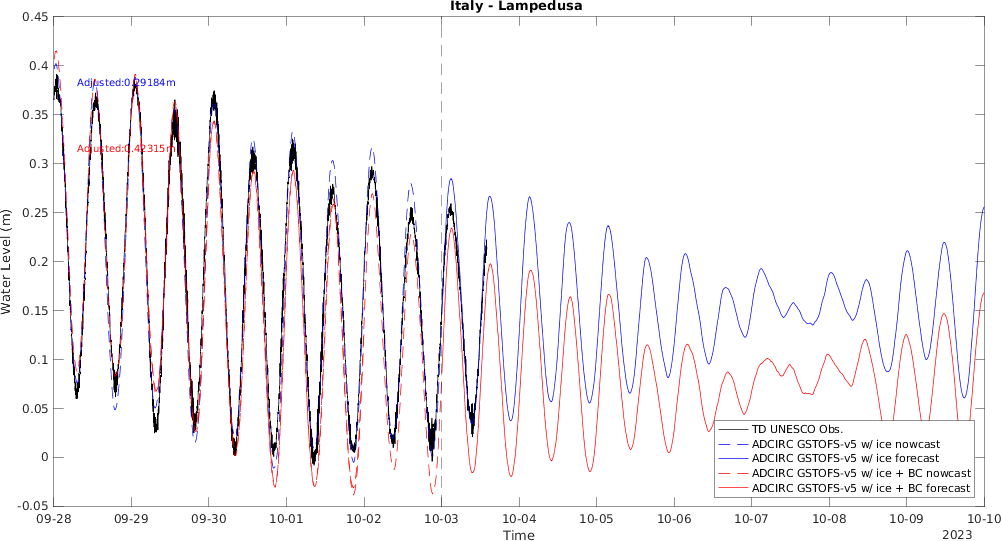 Italy - Lampedusa
0.45
0.4
0.35
0.3
0.25
0.2
0.15
0.1
0.05
0
-0.05
Water Level (m)
Adjusted:0.29184m
Adjusted:0.42315m
TD UNESCO Obs.
ADCIRC GSTOFS-v5 w/ ice nowcast
ADCIRC GSTOFS-v5 w/ ice forecast
ADCIRC GSTOFS-v5 w/ ice + BC nowcast
ADCIRC GSTOFS-v5 w/ ice + BC forecast
09-28 09-29 09-30 10-01 10-02 10-03 10-04 10-05 10-06 10-07 10-08 10-09 10-10
Time
2023